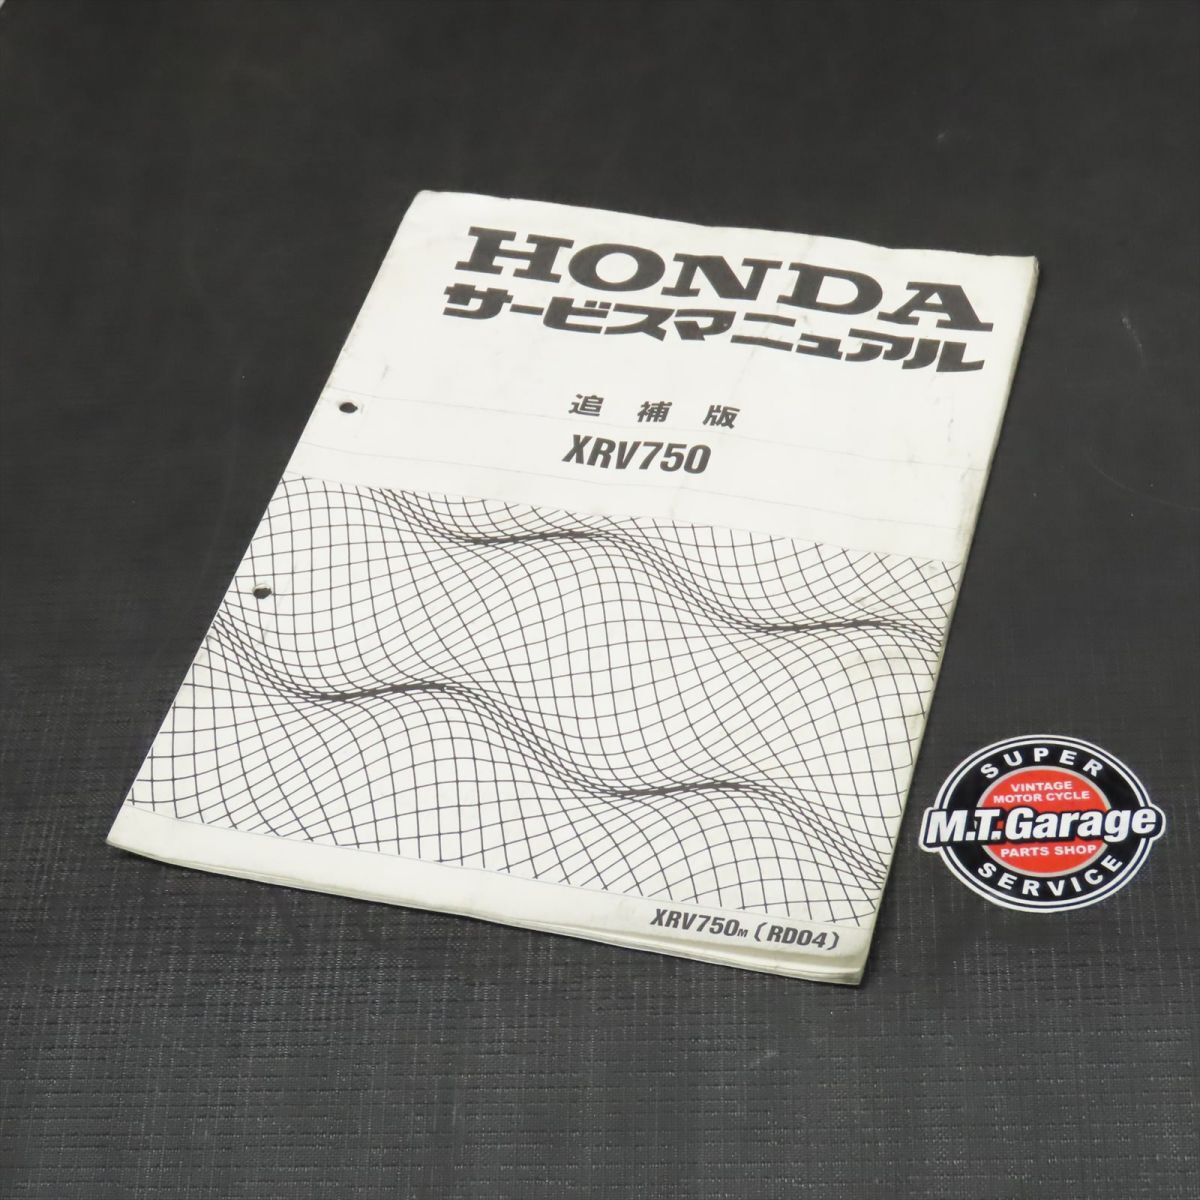 HONDA
サービスマニュアル
追補版
XRV750
XRV750M (RD04)
SUPER
VINTAGE
MOTOR CYCLE
M.T.Garage
PARTS SHOP
SERVICE